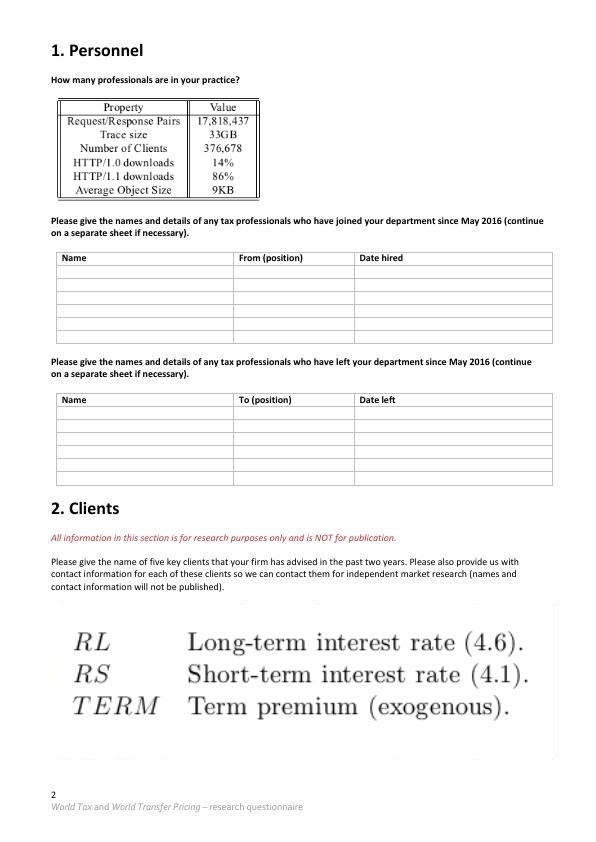 1. Personnel
How many professionals are in your practice?
Property Value
Request/Response Pairs 17,818,437
Trace size 33GB
Number of Clients 376,678
HTTP/1.0 downloads 14%
HTTP/1.1 downloads 86%
Average Object Size 9KB
Please give the names and details of any tax professionals who have joined your department since May 2016 (continue
on a separate sheet if necessary).
Name From (position) Date hired
Please give the names and details of any tax professionals who have left your department since May 2016 (continue
on a separate sheet if necessary).
Name To (position) Date left
2. Clients
All information in this section is for research purposes only and is NOT for publication.
Please give the name of five key clients that your firm has advised in the past two years. Please also provide us with
contact information for each of these clients so we can contact them for independent market research (names and
contact information will not be published).
RL Long-term interest rate (4.6).
RS Short-term interest rate (4.1).
TERM Term premium (exogenous).
2
World Tax and World Transfer Pricing – research questionnaire